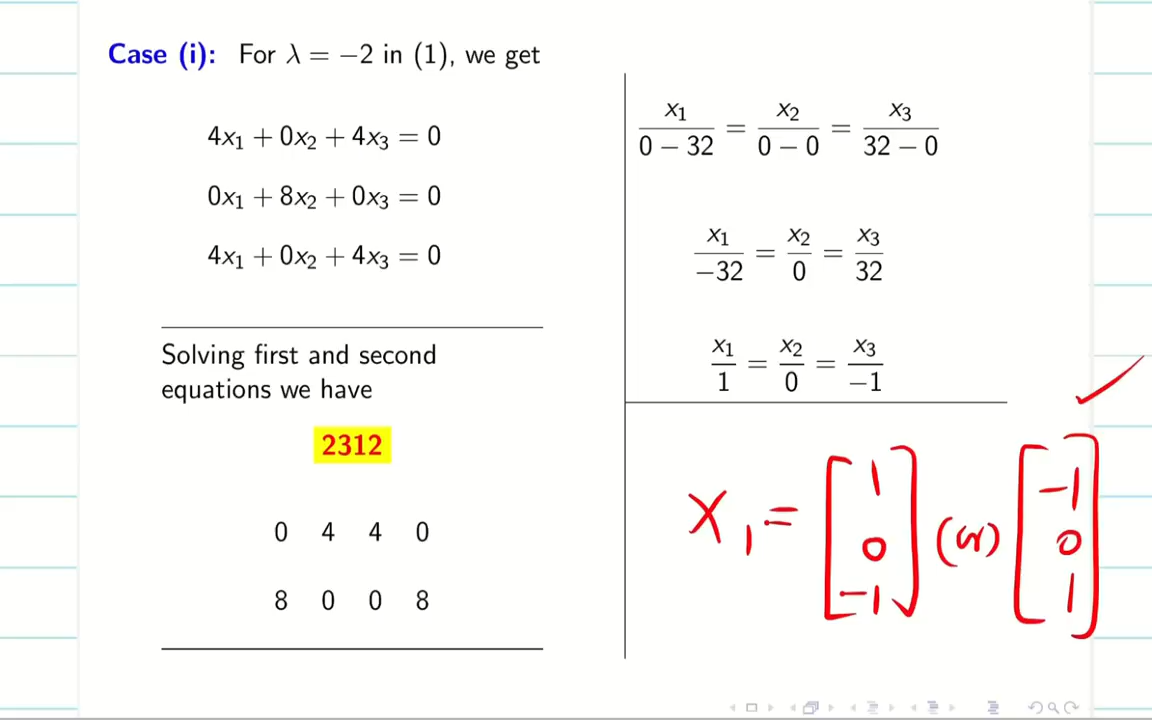 Case (i): For λ = −2 in (1), we get
4x₁ + 0x₂ + 4x₃ = 0
0x₁ + 8x₂ + 0x₃ = 0
4x₁ + 0x₂ + 4x₃ = 0
Solving first and second
equations we have
2312
0 4 4 0
8 0 0 8
x₁/(0 − 32) = x₂/(0 − 0) = x₃/(32 − 0)
x₁/−32 = x₂/0 = x₃/32
x₁/1 = x₂/0 = x₃/−1
X₁ = [1 0 −1] (or) [−1 0 1]